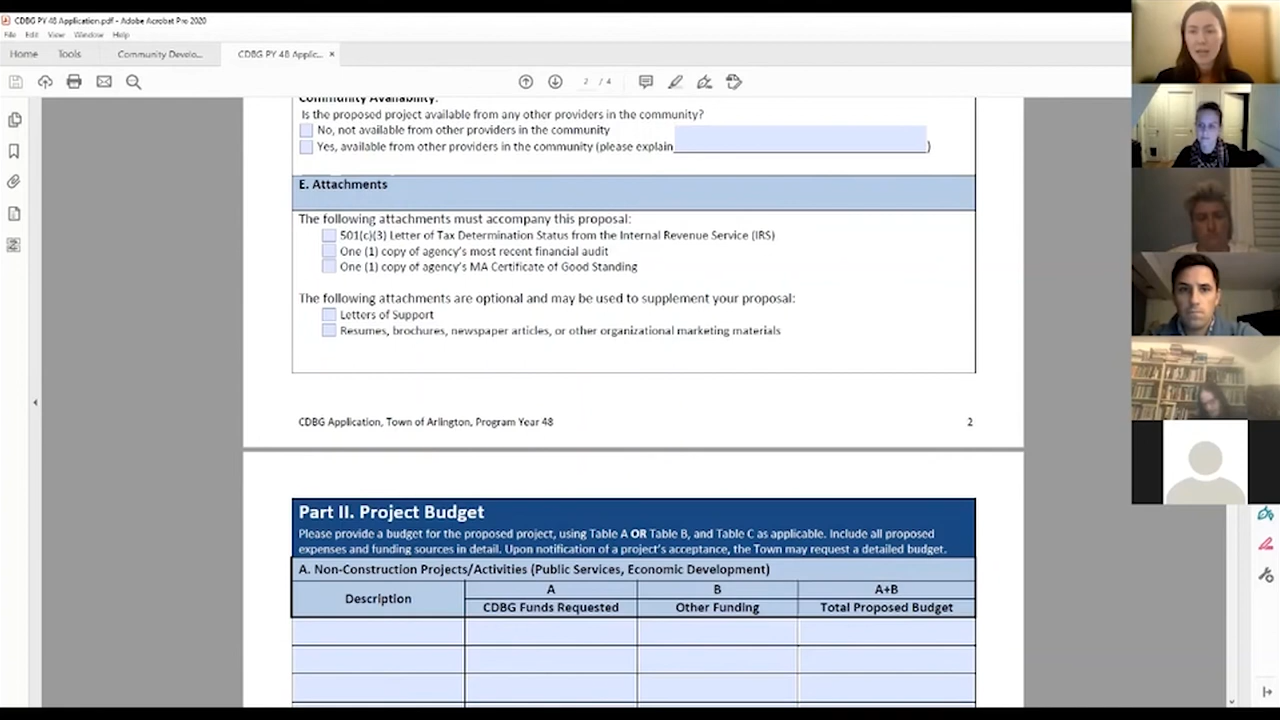 CDBG PY 48 Application.pdf - Adobe Acrobat Pro 2020
File Edit View Window Help
Home Tools Community Develo... CDBG PY 48 Applic... ×
2 / 4
Community Availability:
Is the proposed project available from any other providers in the community?
No, not available from other providers in the community
Yes, available from other providers in the community (please explain )
E. Attachments
The following attachments must accompany this proposal:
501(c)(3) Letter of Tax Determination Status from the Internal Revenue Service (IRS)
One (1) copy of agency's most recent financial audit
One (1) copy of agency's MA Certificate of Good Standing
The following attachments are optional and may be used to supplement your proposal:
Letters of Support
Resumes, brochures, newspaper articles, or other organizational marketing materials
CDBG Application, Town of Arlington, Program Year 48 2
Part II. Project Budget
Please provide a budget for the proposed project, using Table A OR Table B, and Table C as applicable. Include all proposed
expenses and funding sources in detail. Upon notification of a project's acceptance, the Town may request a detailed budget.
A. Non-Construction Projects/Activities (Public Services, Economic Development)
Description
A B A+B
CDBG Funds Requested Other Funding Total Proposed Budget